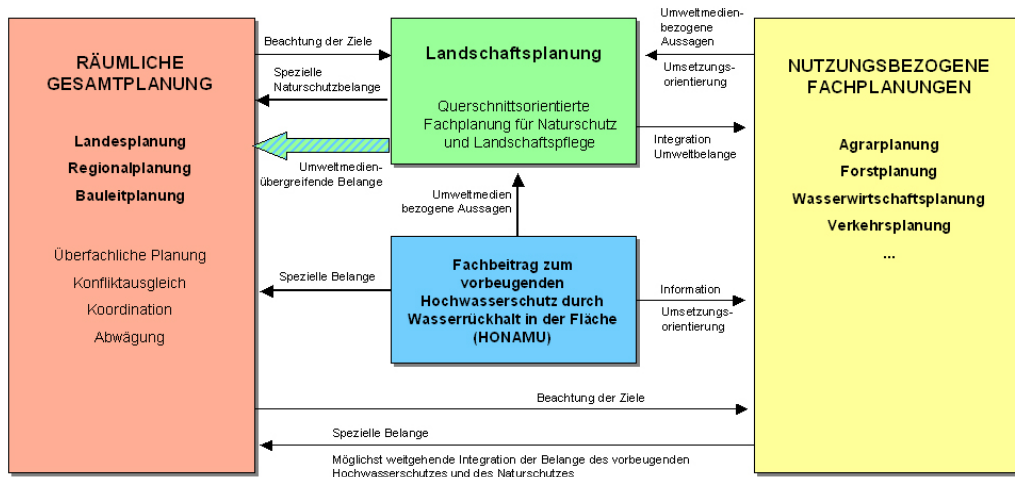 RÄUMLICHE
GESAMTPLANUNG
Landesplanung
Regionalplanung
Bauleitplanung
Überfachliche Planung
Konfliktausgleich
Koordination
Abwägung
Beachtung der Ziele
Spezielle
Naturschutzbelange
Umweltmedien-
übergreifende Belange
Spezielle Belange
Landschaftsplanung
Querschnittsorientierte
Fachplanung für Naturschutz
und Landschaftspflege
Umweltmedien
bezogene Aussagen
Fachbeitrag zum
vorbeugenden
Hochwasserschutz durch
Wasserrückhalt in der Fläche
(HONAMU)
Umweltmedien-
bezogene
Aussagen
Umsetzungs-
orientierung
Integration
Umweltbelange
Information
Umsetzungs-
orientierung
NUTZUNGSBEZOGENE
FACHPLANUNGEN
Agrarplanung
Forstplanung
Wasserwirtschaftsplanung
Verkehrsplanung
...
Beachtung der Ziele
Spezielle Belange
Möglichst weitgehende Integration der Belange des vorbeugenden
Hochwasserschutzes und des Naturschutzes